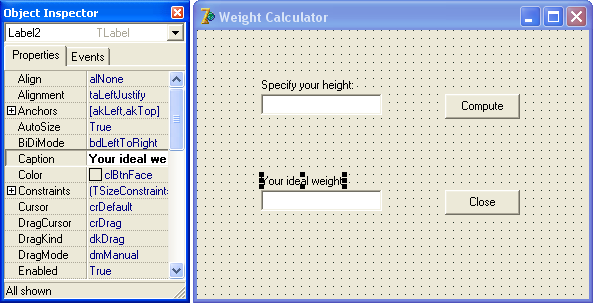 Object Inspector
Label2 TLabel
Properties Events
Align alNone
Alignment taLeftJustify
Anchors [akLeft,akTop]
AutoSize True
BiDiMode bdLeftToRight
Caption Your ideal we
Color clBtnFace
Constraints (TSizeConstraints
Cursor crDefault
DragCursor crDrag
DragKind dkDrag
DragMode dmManual
Enabled True
All shown
Weight Calculator
Specify your height:
Compute
Your ideal weight
Close